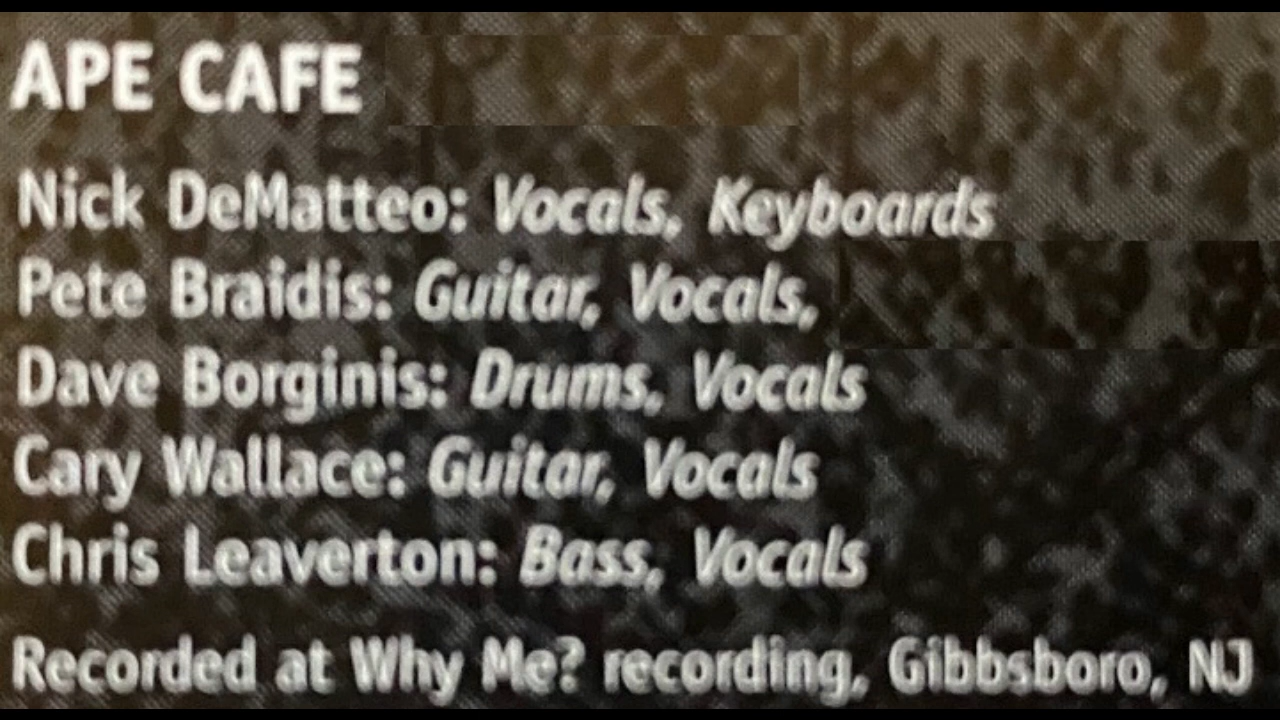 APE CAFE
Nick DeMatteo: Vocals, Keyboards
Pete Braidis: Guitar, Vocals,
Dave Borginis: Drums, Vocals
Cary Wallace: Guitar, Vocals
Chris Leaverton: Bass, Vocals
Recorded at Why Me? recording, Gibbsboro, NJ